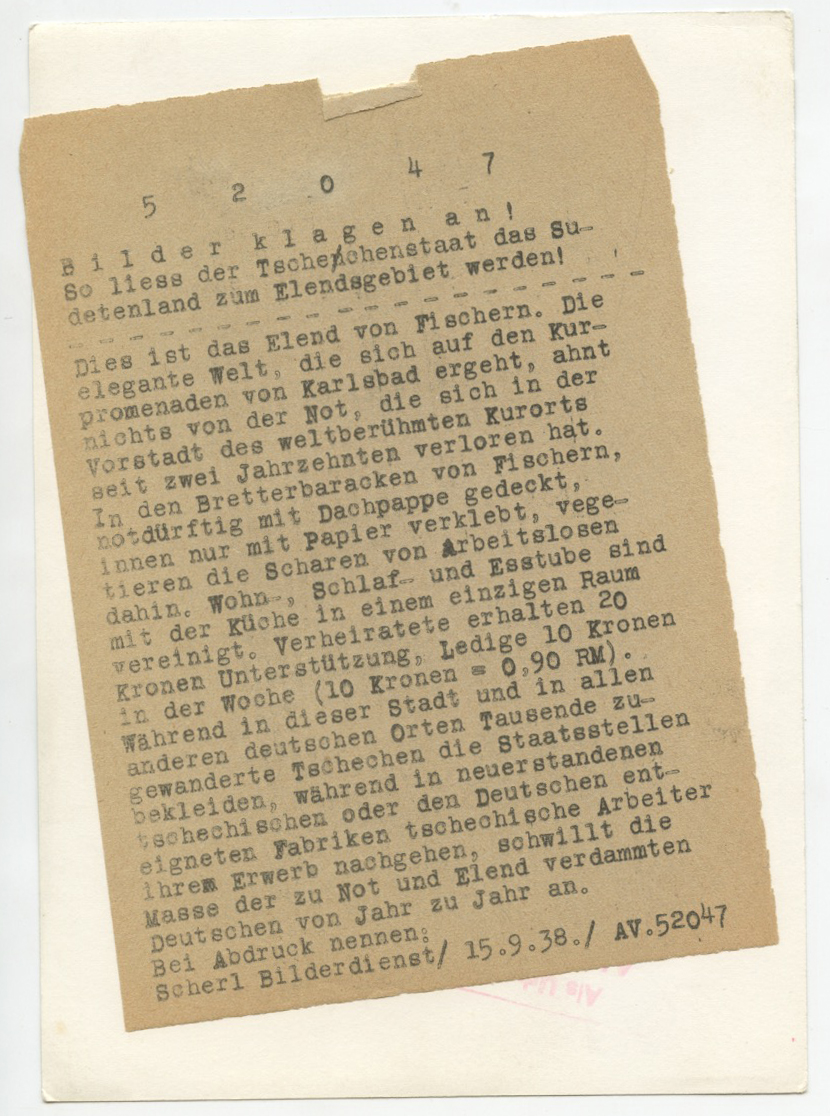 5 2 0 4 7
B i l d e r  k l a g e n  a n !
So liess der Tschechenstaat das Su-
detenland zum Elendsgebiet werden!
- - - - - - - - - - - - - - - - - - -
Dies ist das Elend von Fischern. Die
elegante Welt, die sich auf den Kur-
promenaden von Karlsbad ergeht, ahnt
nichts von der Not, die sich in der
Vorstadt des weltberühmten Kurorts
seit zwei Jahrzehnten verloren hat.
In den Bretterbaracken von Fischern,
notdürftig mit Dachpappe gedeckt,
innen nur mit Papier verklebt, vege-
tieren die Scharen von Arbeitslosen
dahin. Wohn-, Schlaf- und Esstube sind
mit der Küche in einem einzigen Raum
vereinigt. Verheiratete erhalten 20
Kronen Unterstützung, Ledige 10 Kronen
in der Woche (10 Kronen = 0,90 RM).
Während in dieser Stadt und in allen
anderen deutschen Orten Tausende zu-
gewanderte Tschechen die Staatsstellen
bekleiden, während in neuerstandenen
tschechischen oder den Deutschen ent-
eigneten Fabriken tschechische Arbeiter
ihrem Erwerb nachgehen, schwillt die
Masse der zu Not und Elend verdammten
Deutschen von Jahr zu Jahr an.
Bei Abdruck nennen:
Scherl Bilderdienst/ 15.9.38./ AV.52047
Als